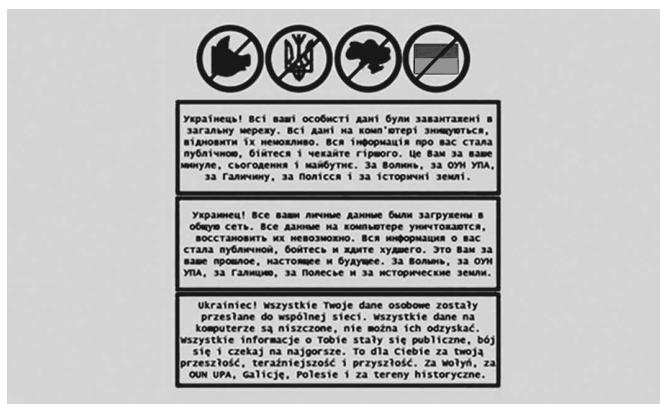 Українець! Всі ваші особисті дані були завантажені в
загальну мережу. Всі дані на комп'ютері знищуються,
відновити їх неможливо. Вся інформація про вас стала
публічною, бійтеся і чекайте гіршого. Це Вам за ваше
минуле, сьогодення і майбутнє. За Волинь, за ОУН УПА,
за Галичину, за Полісся і за історичні землі.
Украинец! Все ваши личные данные были загружены в
общую сеть. Все данные на компьютере уничтожаются,
восстановить их невозможно. Вся информация о вас
стала публичной, бойтесь и ждите худшего. Это Вам за
ваше прошлое, настоящее и будущее. За Волынь, за ОУН
УПА, за Галицию, за Полесье и за исторические земли.
Ukrainiec! Wszystkie Twoje dane osobowe zostały
przesłane do wspólnej sieci. Wszystkie dane na
komputerze są niszczone, nie można ich odzyskać.
Wszystkie informacje o Tobie stały się publiczne, bój
się i czekaj na najgorsze. To dla Ciebie za twoją
przeszłość, teraźniejszość i przyszłość. Za Wołyń, za
OUN UPA, Galicję, Polesie i za tereny historyczne.